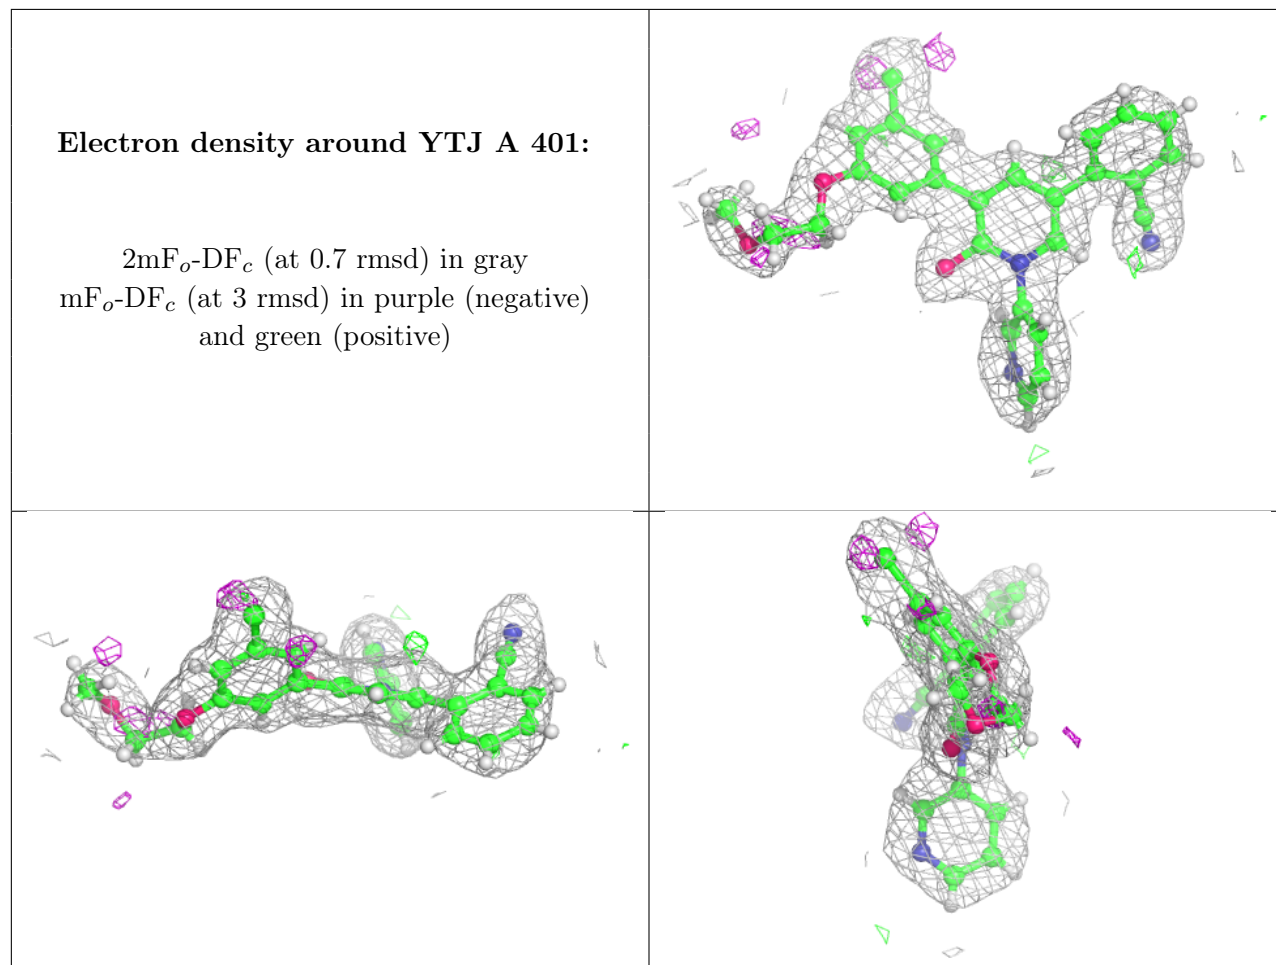 Electron density around YTJ A 401:
2mFo-DFc (at 0.7 rmsd) in gray
mFo-DFc (at 3 rmsd) in purple (negative)
and green (positive)